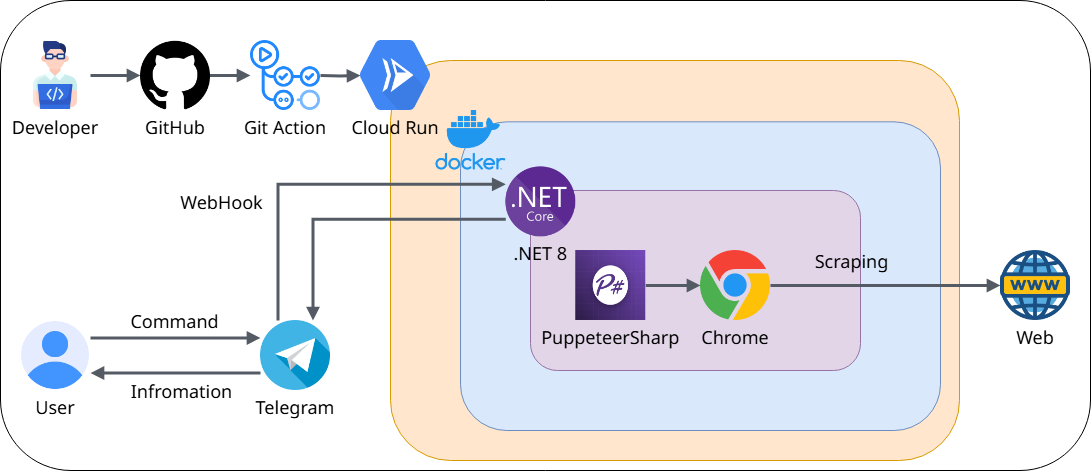 Developer
GitHub
Git Action
Cloud Run
docker
WebHook
.NET
Core
.NET 8
P#
PuppeteerSharp
Chrome
Scraping
WWW
Web
Command
Infromation
User
Telegram